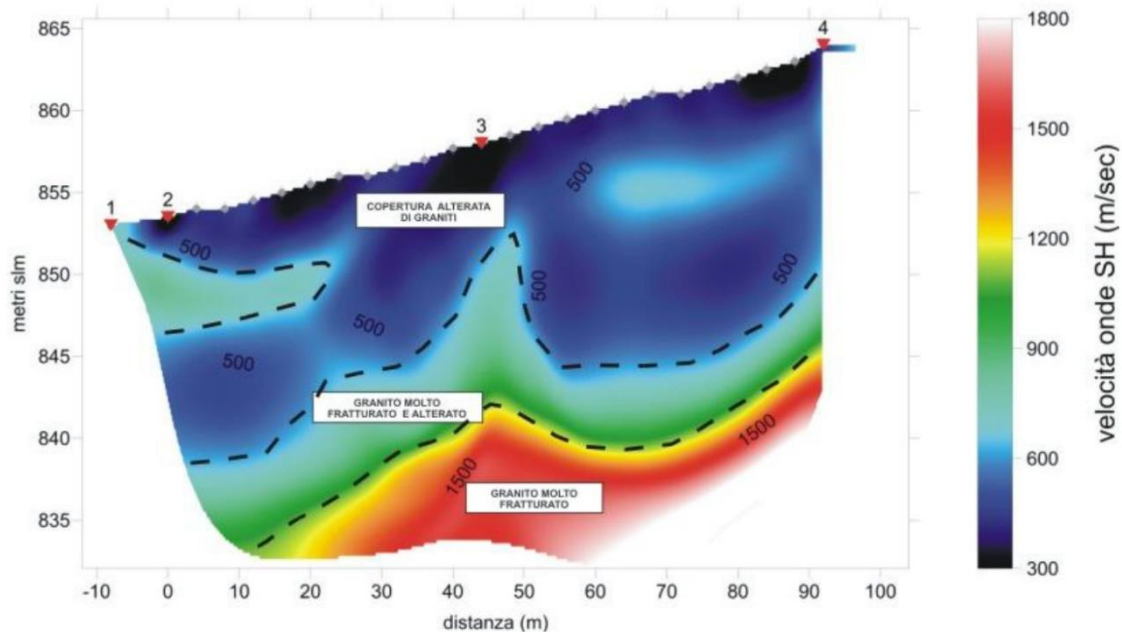 865
860
855
850
845
840
835
metri slm
-10 0 10 20 30 40 50 60 70 80 90 100
distanza (m)
1
2
3
4
500
500
500
500
500
500
1500
1500
COPERTURA ALTERATA
DI GRANITI
GRANITO MOLTO
FRATTURATO E ALTERATO
GRANITO MOLTO
FRATTURATO
1800
1500
1200
900
600
300
velocità onde SH (m/sec)